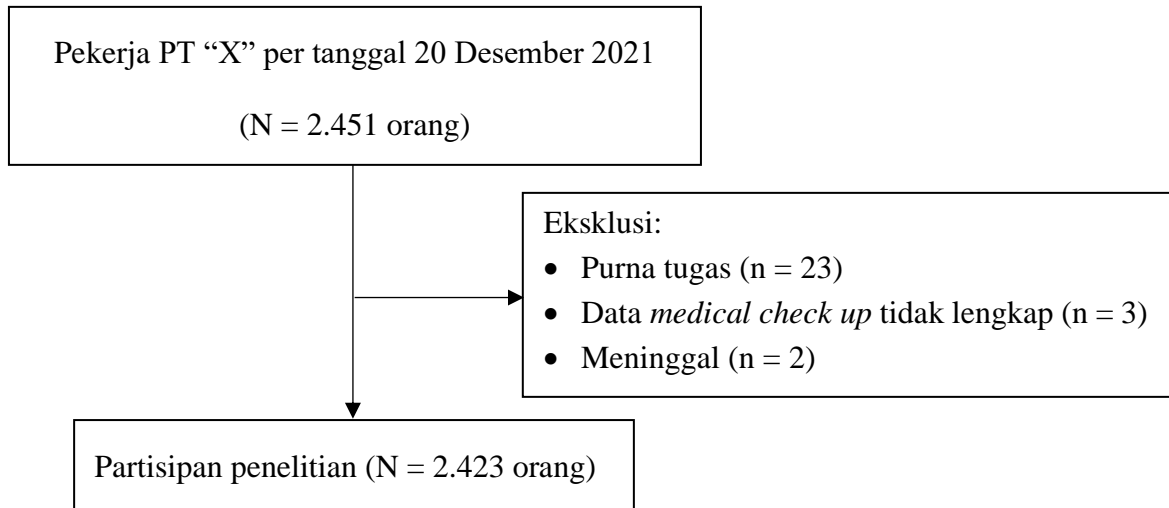 Pekerja PT “X” per tanggal 20 Desember 2021
(N = 2.451 orang)
Eksklusi:
• Purna tugas (n = 23)
• Data medical check up tidak lengkap (n = 3)
• Meninggal (n = 2)
Partisipan penelitian (N = 2.423 orang)